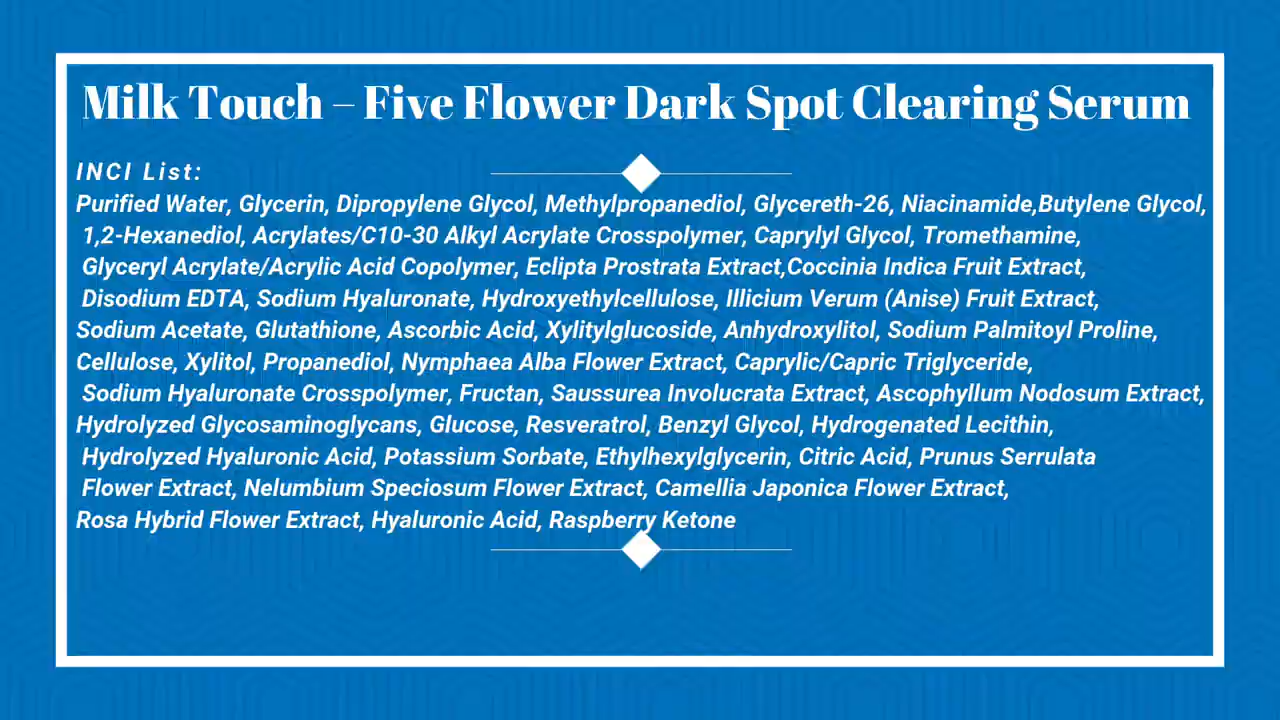 Milk Touch – Five Flower Dark Spot Clearing Serum
INCI List:
Purified Water, Glycerin, Dipropylene Glycol, Methylpropanediol, Glycereth-26, Niacinamide,Butylene Glycol,
1,2-Hexanediol, Acrylates/C10-30 Alkyl Acrylate Crosspolymer, Caprylyl Glycol, Tromethamine,
Glyceryl Acrylate/Acrylic Acid Copolymer, Eclipta Prostrata Extract,Coccinia Indica Fruit Extract,
Disodium EDTA, Sodium Hyaluronate, Hydroxyethylcellulose, Illicium Verum (Anise) Fruit Extract,
Sodium Acetate, Glutathione, Ascorbic Acid, Xylitylglucoside, Anhydroxylitol, Sodium Palmitoyl Proline,
Cellulose, Xylitol, Propanediol, Nymphaea Alba Flower Extract, Caprylic/Capric Triglyceride,
Sodium Hyaluronate Crosspolymer, Fructan, Saussurea Involucrata Extract, Ascophyllum Nodosum Extract,
Hydrolyzed Glycosaminoglycans, Glucose, Resveratrol, Benzyl Glycol, Hydrogenated Lecithin,
Hydrolyzed Hyaluronic Acid, Potassium Sorbate, Ethylhexylglycerin, Citric Acid, Prunus Serrulata
Flower Extract, Nelumbium Speciosum Flower Extract, Camellia Japonica Flower Extract,
Rosa Hybrid Flower Extract, Hyaluronic Acid, Raspberry Ketone